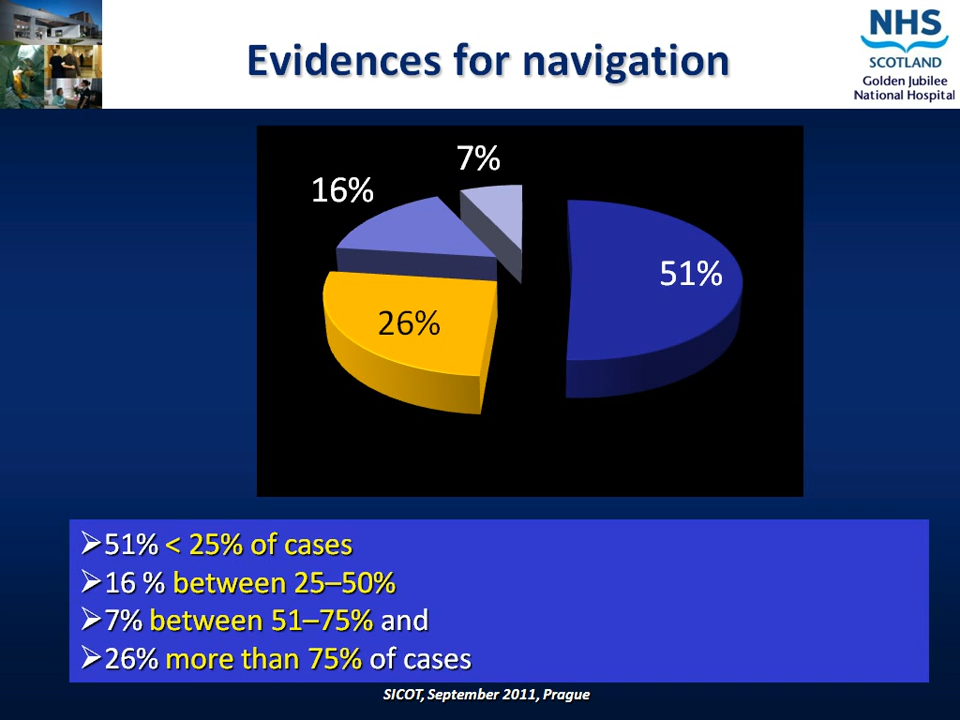 Evidences for navigation
NHS
SCOTLAND
Golden Jubilee
National Hospital
7%
16%
51%
26%
➢51% < 25% of cases
➢16 % between 25–50%
➢7% between 51–75% and
➢26% more than 75% of cases
SICOT, September 2011, Prague